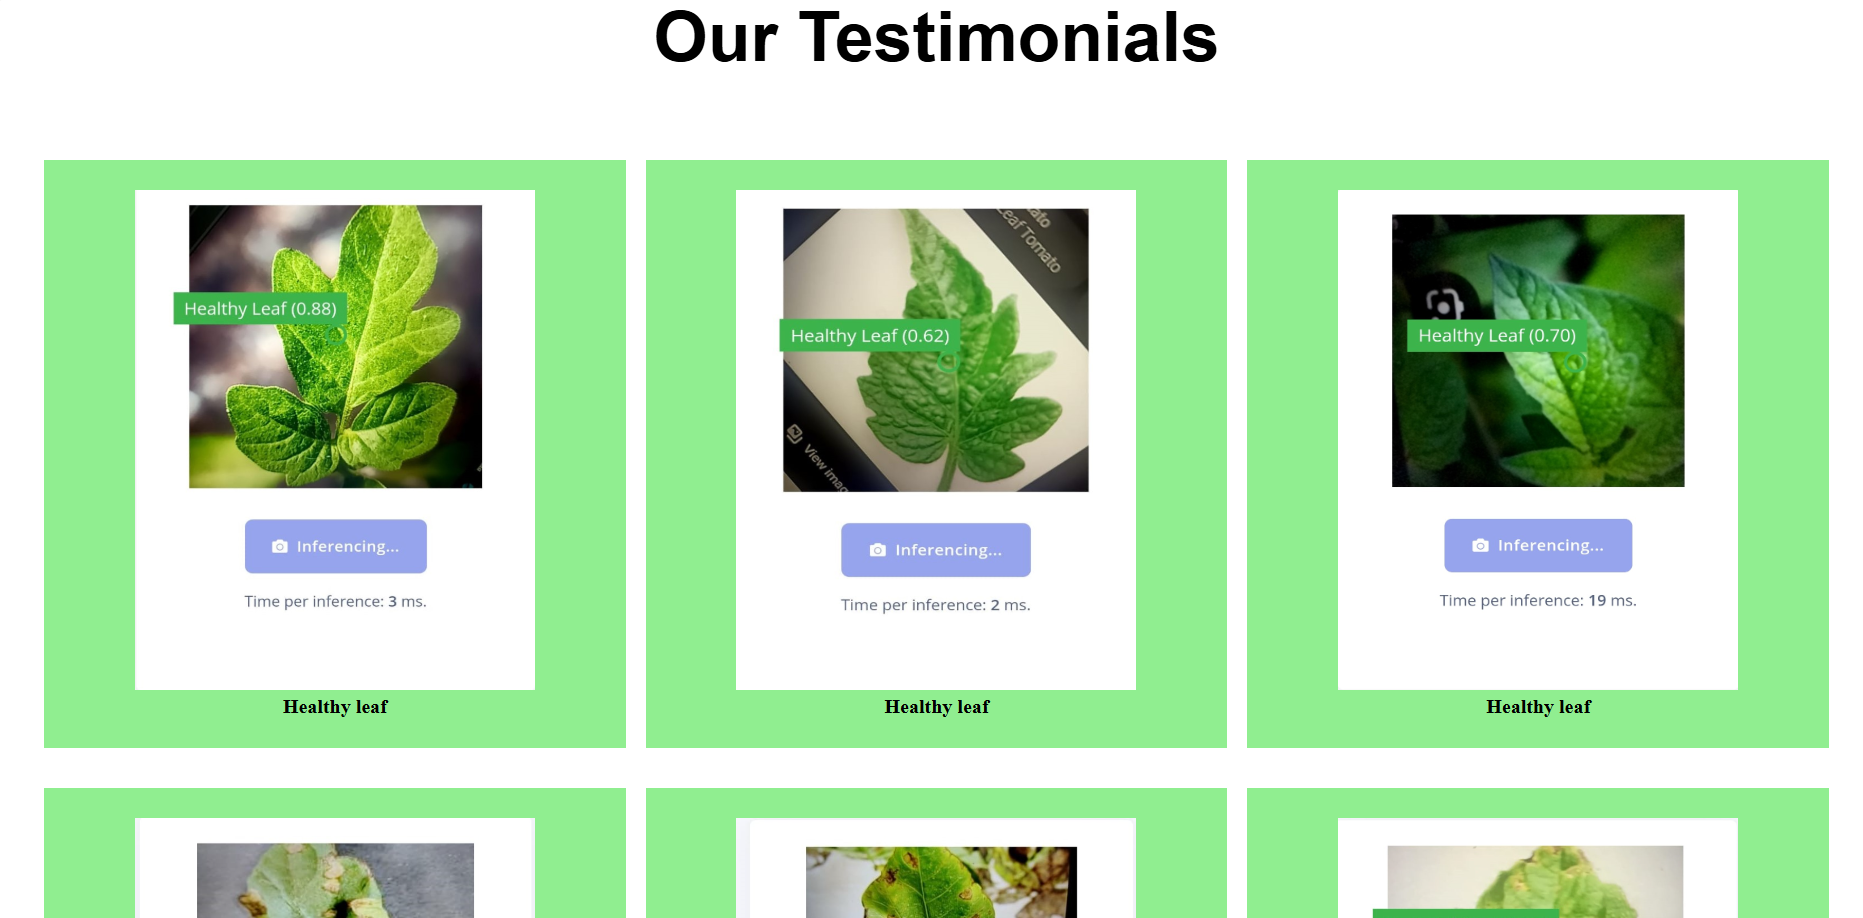 Our Testimonials
Healthy Leaf (0.88)
Inferencing...
Time per inference: 3 ms.
Healthy leaf
ato
Leaf Tomato
Healthy Leaf (0.62)
View imag
Inferencing...
Time per inference: 2 ms.
Healthy leaf
Healthy Leaf (0.70)
Inferencing...
Time per inference: 19 ms.
Healthy leaf